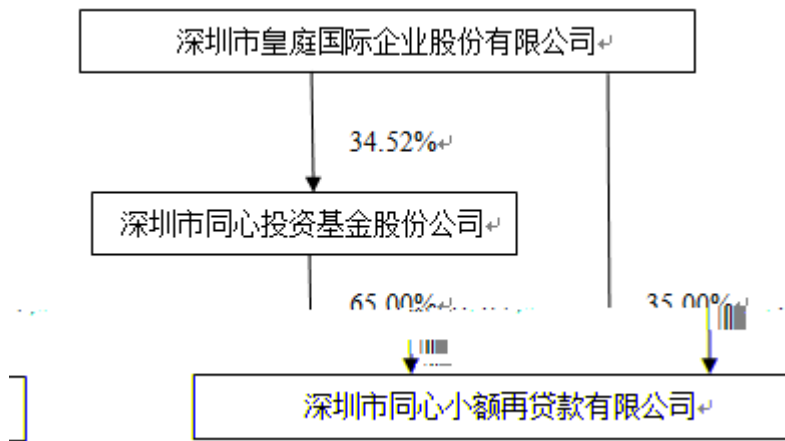 深圳市皇庭国际企业股份有限公司
34.52%
深圳市同心投资基金股份公司
65.00%
35.00%
深圳市同心小额再贷款有限公司